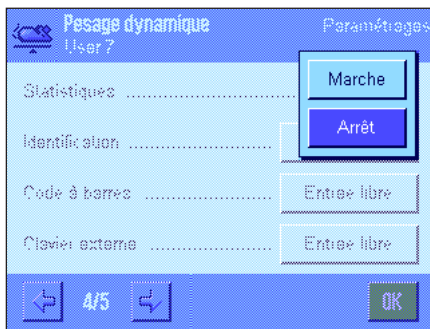 Pesage dynamique
Paramétrages
User 7
Marche
Statistiques ........................
Arrêt
Identification ......................
Code à barres ......................
Entrée libre
Clavier externe ......................
Entrée libre
4/5
OK